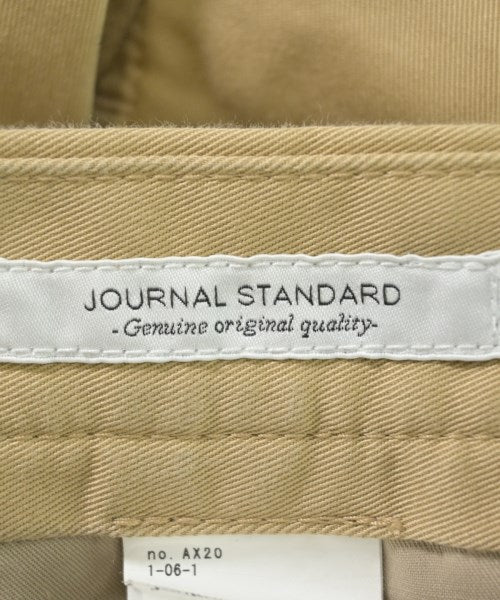 JOURNAL STANDARD
-Genuine original quality-
no. AX20
1-06-1